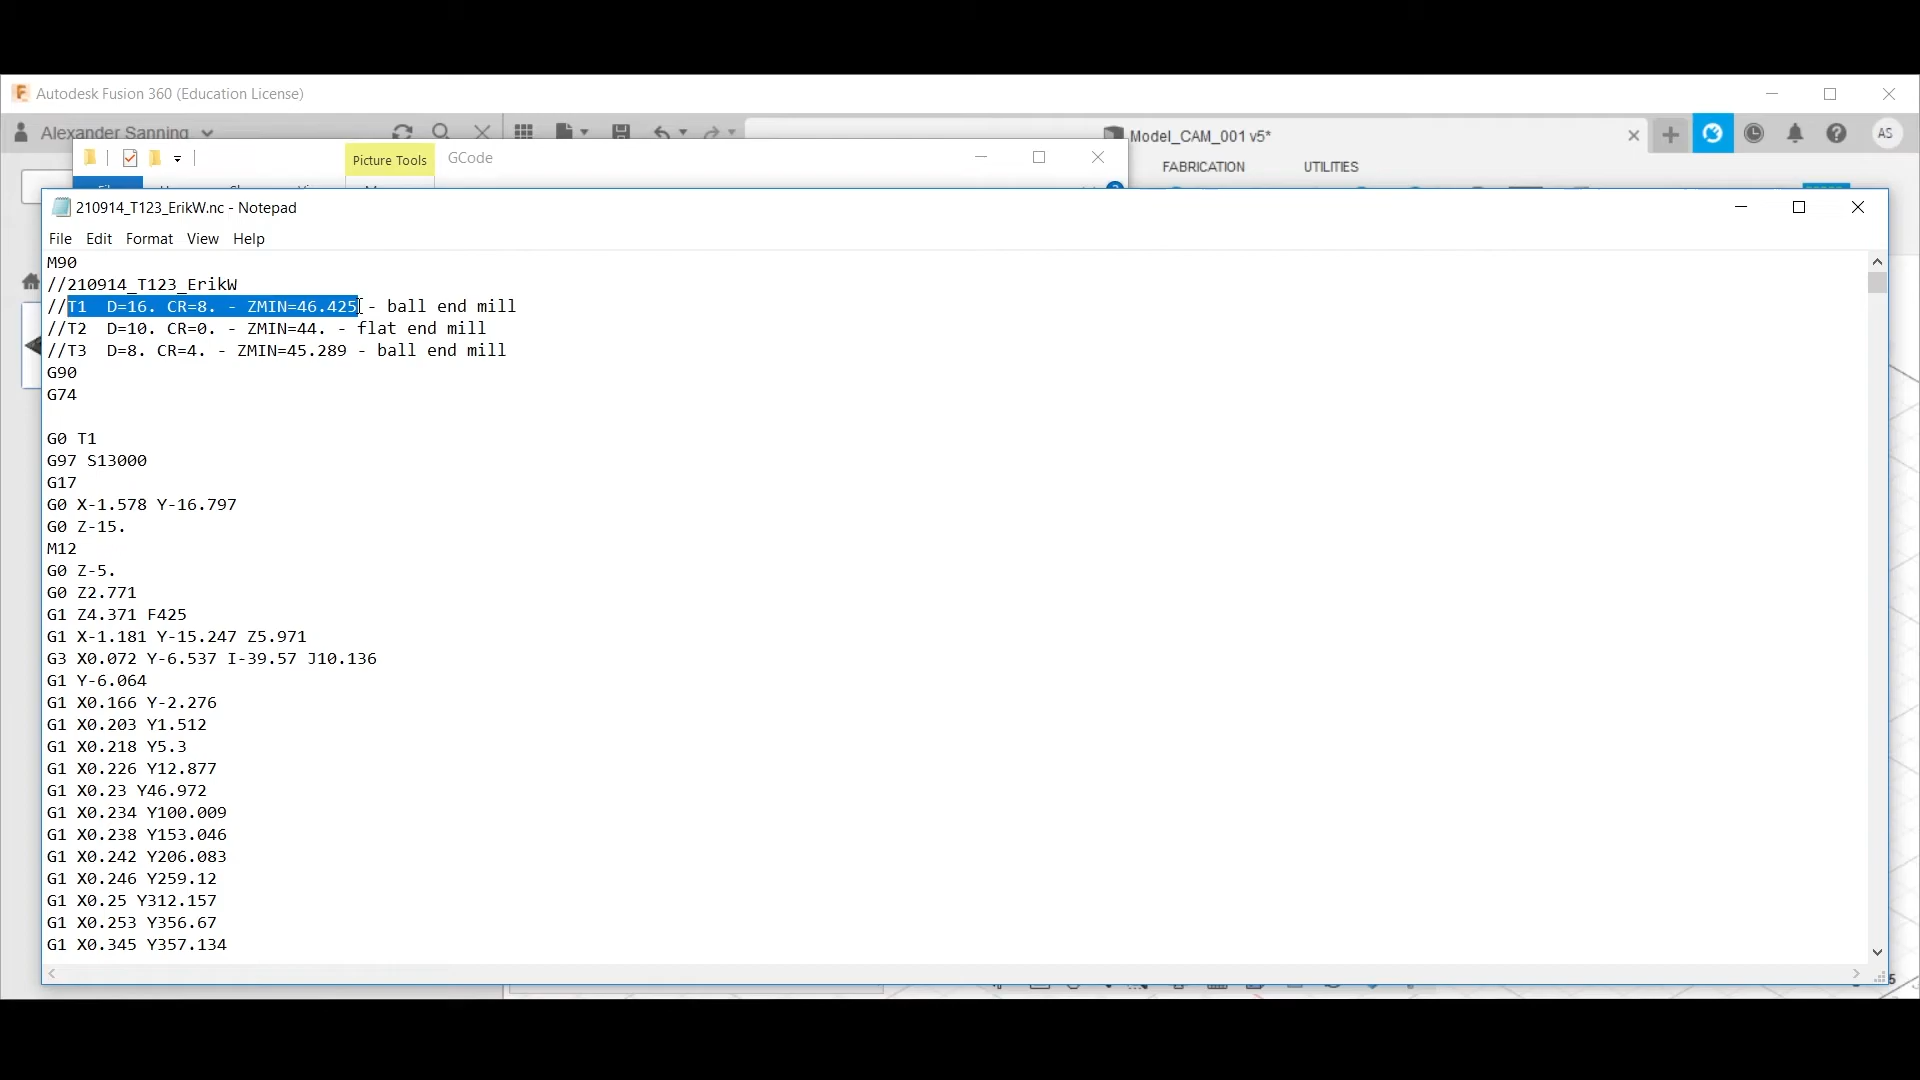 Autodesk Fusion 360 (Education License)
Alexander Sanning
Model_CAM_001 v5*
AS
Picture Tools
GCode
FABRICATION
UTILITIES
210914_T123_ErikW.nc - Notepad
File Edit Format View Help
M90
//210914_T123_ErikW
//T1  D=16. CR=8. - ZMIN=46.425 - ball end mill
//T2  D=10. CR=0. - ZMIN=44. - flat end mill
//T3  D=8. CR=4. - ZMIN=45.289 - ball end mill
G90
G74
G0 T1
G97 S13000
G17
G0 X-1.578 Y-16.797
G0 Z-15.
M12
G0 Z-5.
G0 Z2.771
G1 Z4.371 F425
G1 X-1.181 Y-15.247 Z5.971
G3 X0.072 Y-6.537 I-39.57 J10.136
G1 Y-6.064
G1 X0.166 Y-2.276
G1 X0.203 Y1.512
G1 X0.218 Y5.3
G1 X0.226 Y12.877
G1 X0.23 Y46.972
G1 X0.234 Y100.009
G1 X0.238 Y153.046
G1 X0.242 Y206.083
G1 X0.246 Y259.12
G1 X0.25 Y312.157
G1 X0.253 Y356.67
G1 X0.345 Y357.134